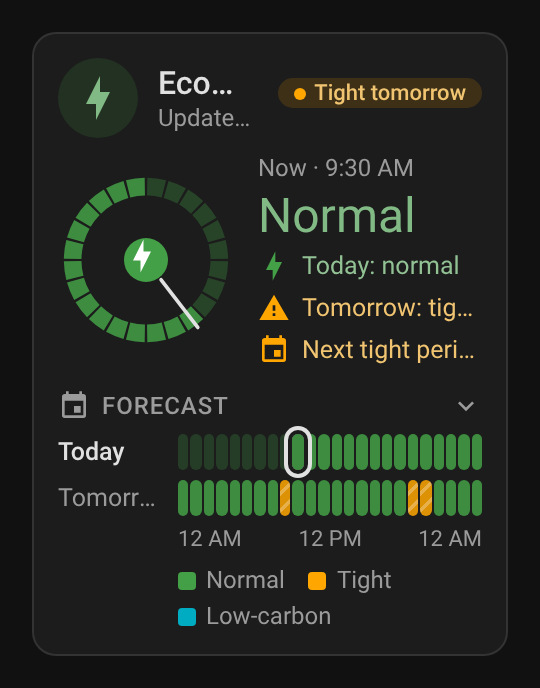 Eco...
Tight tomorrow
Update...
Now · 9:30 AM
Normal
Today: normal
Tomorrow: tig...
Next tight peri...
FORECAST
Today
Tomorr...
12 AM 12 PM 12 AM
Normal Tight
Low-carbon